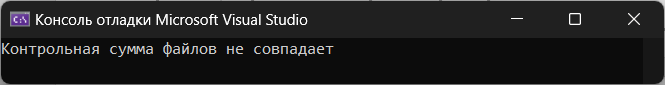 Консоль отладки Microsoft Visual Studio
Контрольная сумма файлов не совпадает